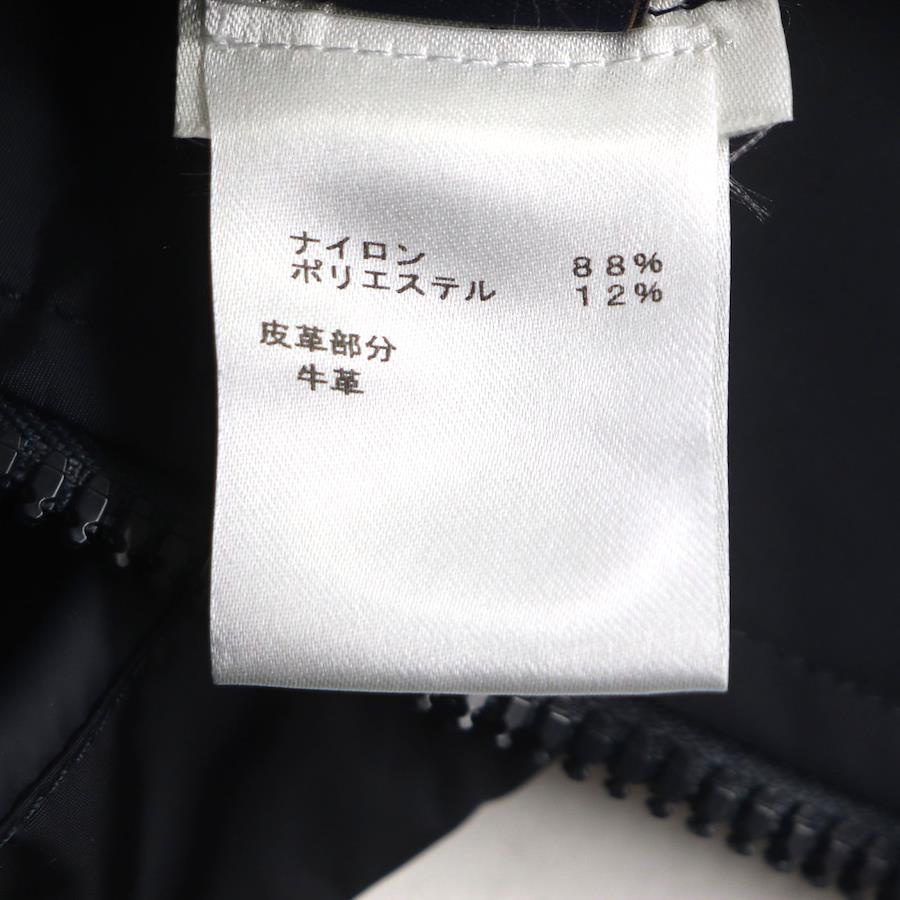 ナイロン 88%
ポリエステル 12%
皮革部分
牛革